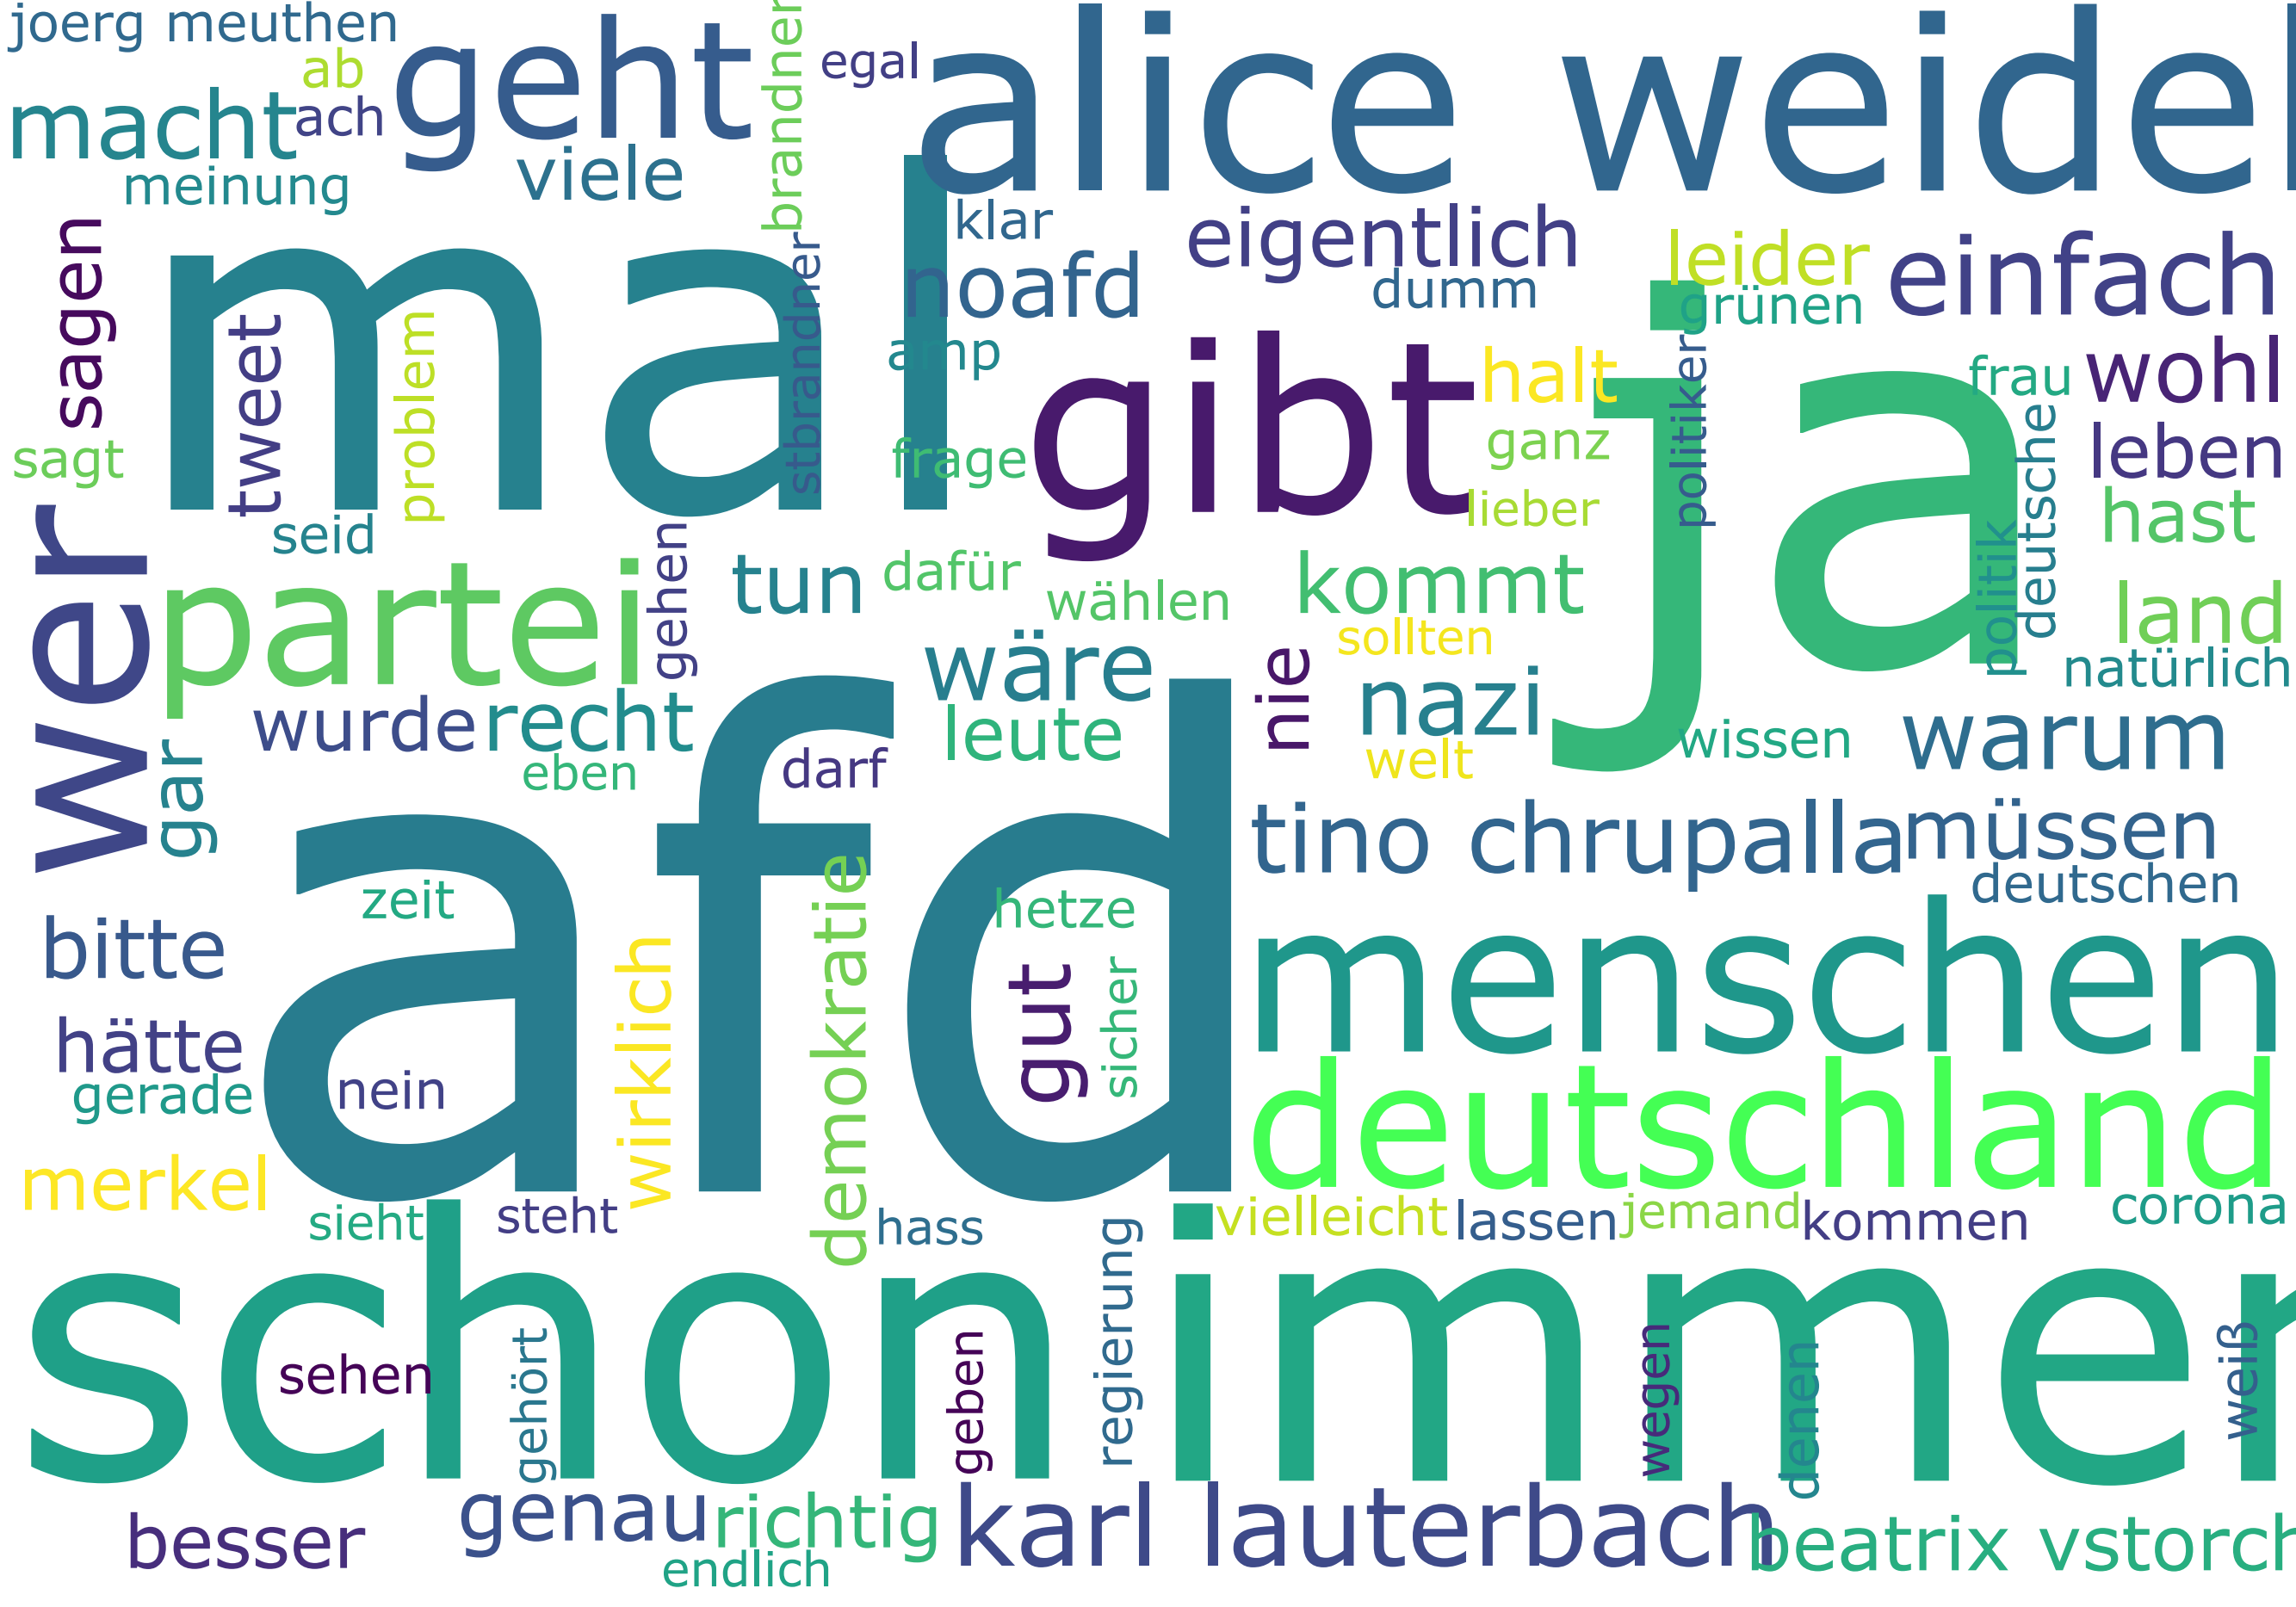 joerg meuthen
ab
geht
brandner
egal
alice weidel
macht
ach
viele
meinung
klar
eigentlich
leider
einfach
sagen
mal
noafd
dumm
grünen
tweet
problem
stbrandner
amp
gibt
halt
ja
politiker
frau
wohl
sagt
frage
ganz
deutsche
leben
wer
seid
lieber
hast
partei
gehen
tun
dafür
wählen
kommt
politik
land
sollten
wäre
nie
nazi
natürlich
wurde
recht
leute
wissen
warum
gar
eben
darf
welt
afd
tino chrupalla
müssen
deutschen
zeit
demokratie
hetze
bitte
wirklich
gut
sicher
menschen
hätte
gerade
nein
deutschland
merkel
sieht
steht
hass
regierung
vielleicht
lassen
jemand
kommen
corona
schon
immer
sehen
gehört
geben
wegen
denen
weiß
besser
genau
richtig
karl lauterbach
beatrix vstorch
endlich